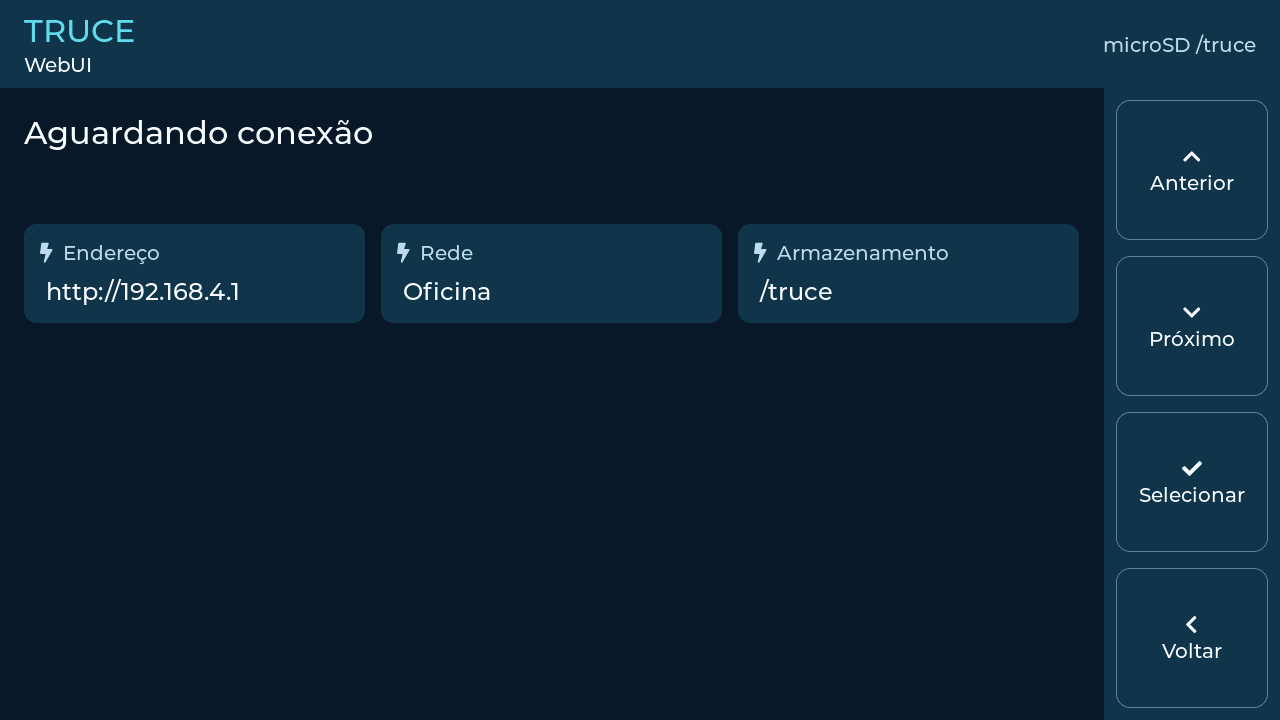 TRUCE
WebUI
microSD /truce
Aguardando conexão
Endereço
http://192.168.4.1
Rede
Oficina
Armazenamento
/truce
Anterior
Próximo
Selecionar
Voltar